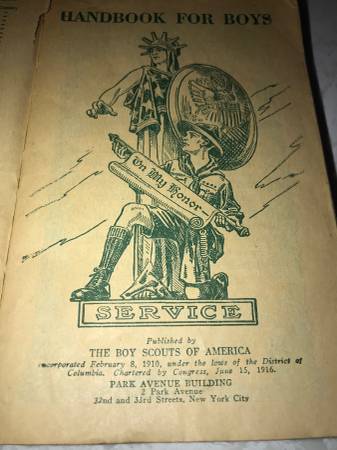 HANDBOOK FOR BOYS
On My Honor
SERVICE
Published by
THE BOY SCOUTS OF AMERICA
incorporated February 8, 1910, under the laws of the District of
Columbia. Chartered by Congress, June 15, 1916.
PARK AVENUE BUILDING
2 Park Avenue
32nd and 33rd Streets, New York City